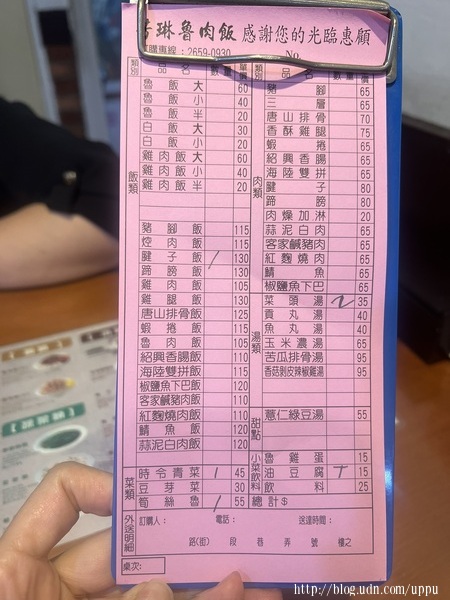 琳魯肉飯 感謝您的光臨惠顧
購專線：2659-0930 No
類別 品名 數量 單價
飯類
魯飯大 60
魯飯小 40
魯飯半 20
白飯大 30
白飯小 20
雞肉飯大 60
雞肉飯小 40
雞肉飯半 20
豬腳飯 115
焢肉飯 115
腱子飯 / 130
蹄膀飯 130
雞肉飯 105
雞腿飯 130
唐山排骨飯 125
蝦捲飯 115
魯肉飯 105
紹興香腸飯 110
海陸雙拼飯 115
椒鹽魚下巴飯 120
客家鹹豬肉飯 110
紅麴燒肉飯 110
鯖魚飯 120
蒜泥白肉飯 120
菜類
時令青菜 1 45
豆芽菜 30
筍絲魯 1 55
類別 品名 數量 價
肉類
豬腳 65
三層 65
唐山排骨 70
香酥雞腿 75
蝦捲 65
紹興香腸 65
海陸雙拼 65
腱子 80
蹄膀 80
肉燥加淋 20
蒜泥白肉 65
客家鹹豬肉 65
紅麴燒肉 65
鯖魚 65
椒鹽魚下巴 65
湯類
菜頭湯 2 35
貢丸湯 40
魚丸湯 40
玉米濃湯 65
苦瓜排骨湯 95
香菇剝皮辣椒雞湯 95
甜點
薏仁綠豆湯 55
小菜飲料
魯雞蛋 15
油豆腐 15
飲料 25
總計$
外送明細
訂購人： 電話： 送達時間：
路(街) 段 巷 弄 號 樓之
桌次:
http://blog.udn.com/uppu